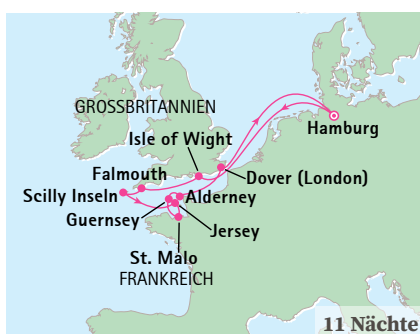 GROSSBRITANNIEN
Isle of Wight
Hamburg
Falmouth
Dover (London)
Scilly Inseln
Alderney
Guernsey
Jersey
St. Malo
FRANKREICH
11 Nächte